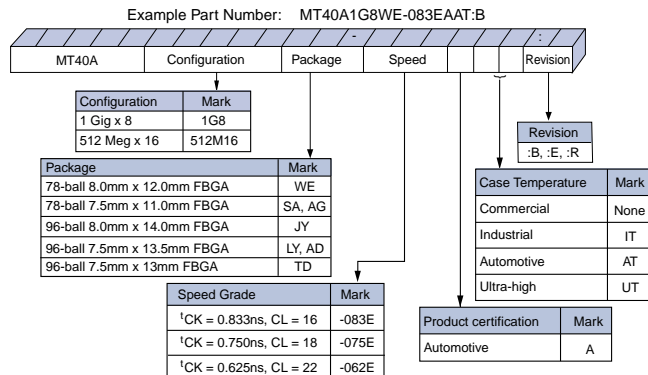 Example Part Number: MT40A1G8WE-083EAAT:B
- :
MT40A Configuration Package Speed Revision
Configuration Mark
1 Gig x 8 1G8
512 Meg x 16 512M16
Package Mark
78-ball 8.0mm x 12.0mm FBGA WE
78-ball 7.5mm x 11.0mm FBGA SA, AG
96-ball 8.0mm x 14.0mm FBGA JY
96-ball 7.5mm x 13.5mm FBGA LY, AD
96-ball 7.5mm x 13mm FBGA TD
Speed Grade Mark
tCK = 0.833ns, CL = 16 -083E
tCK = 0.750ns, CL = 18 -075E
tCK = 0.625ns, CL = 22 -062E
Revision
:B, :E, :R
Case Temperature Mark
Commercial None
Industrial IT
Automotive AT
Ultra-high UT
Product certification Mark
Automotive A